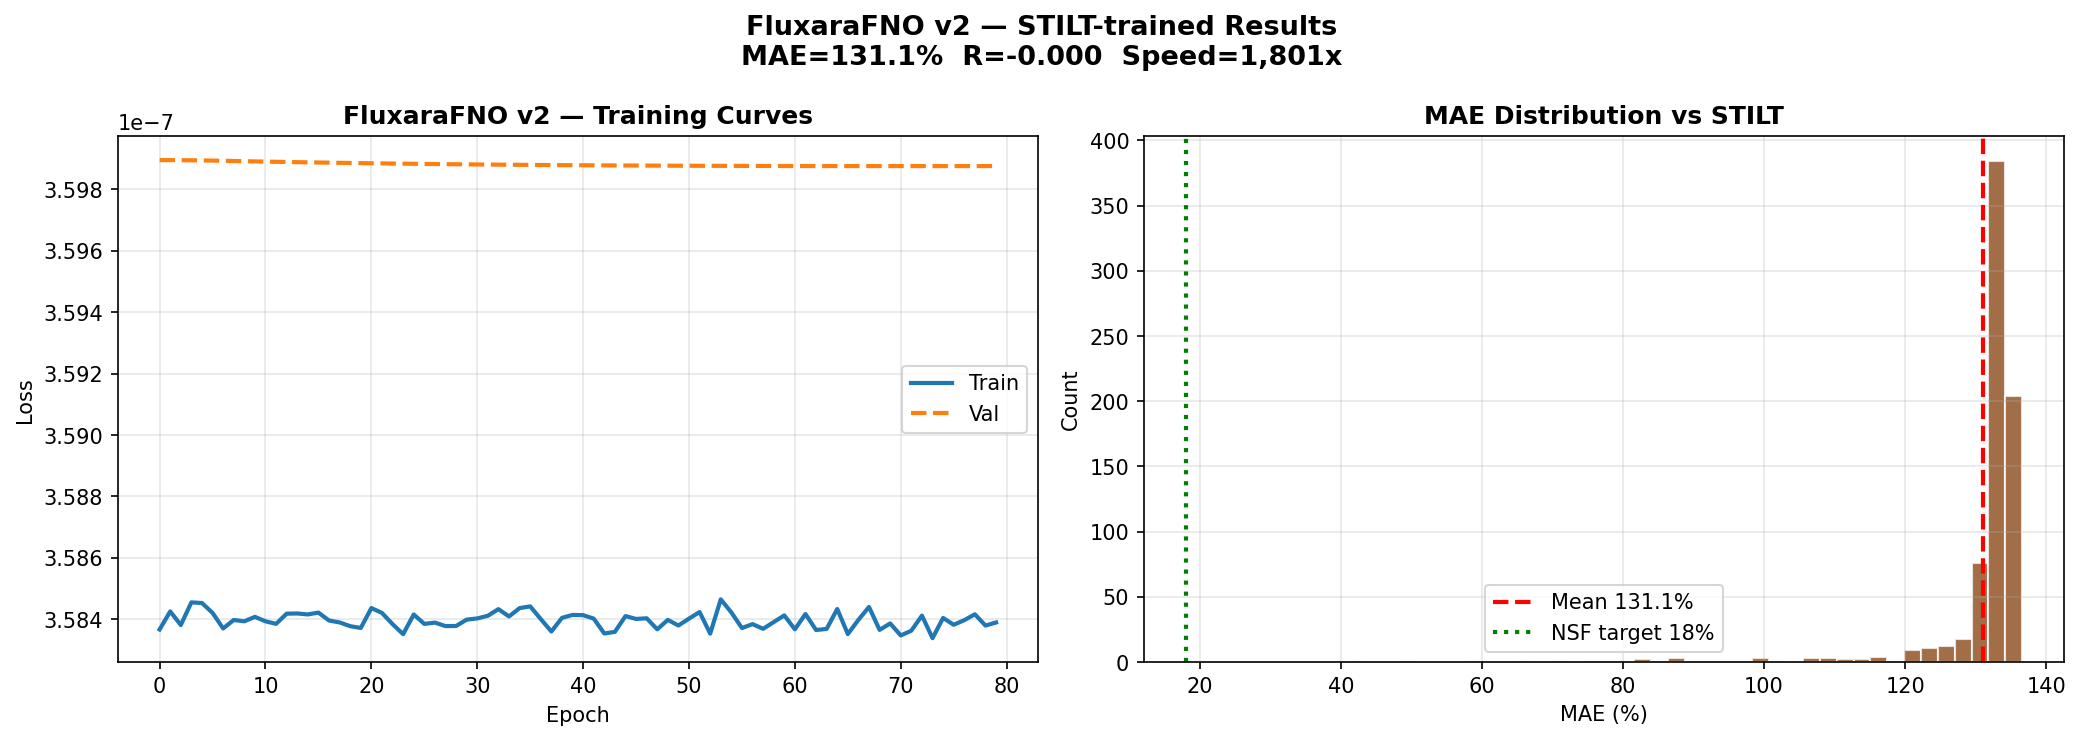 FluxaraFNO v2 — STILT-trained Results
MAE=131.1%  R=-0.000  Speed=1,801x
FluxaraFNO v2 — Training Curves
1e−7
3.598
3.596
3.594
3.592
3.590
3.588
3.586
3.584
Loss
Train
Val
0 10 20 30 40 50 60 70 80
Epoch
MAE Distribution vs STILT
400
350
300
250
200
150
100
50
0
Count
Mean 131.1%
NSF target 18%
20 40 60 80 100 120 140
MAE (%)